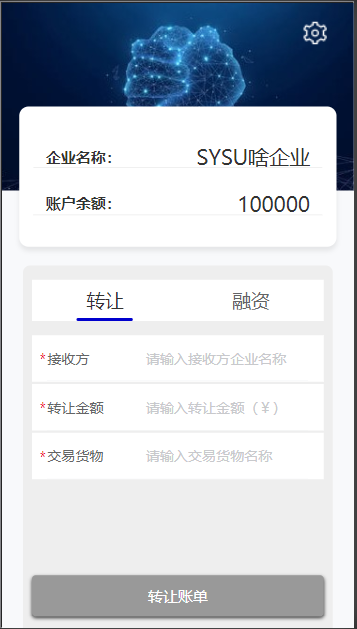 企业名称： SYSU啥企业
账户余额： 100000
转让 融资
*接收方 请输入接收方企业名称
*转让金额 请输入转让金额（￥）
*交易货物 请输入交易货物名称
转让账单